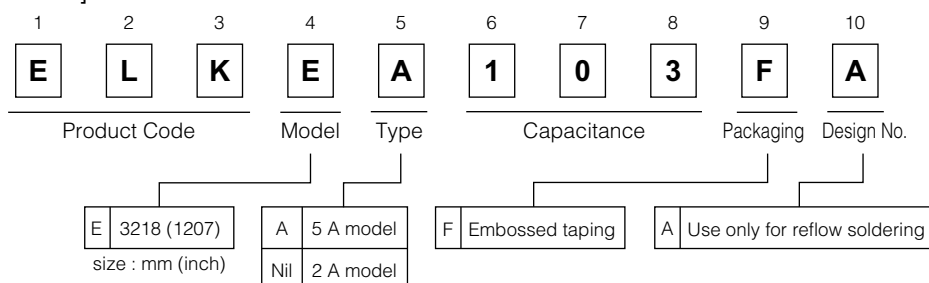 1 2 3 4 5 6 7 8 9 10
E L K E A 1 0 3 F A
Product Code Model Type Capacitance Packaging Design No.
E 3218 (1207) A 5 A model F Embossed taping A Use only for reflow soldering
size : mm (inch) Nil 2 A model